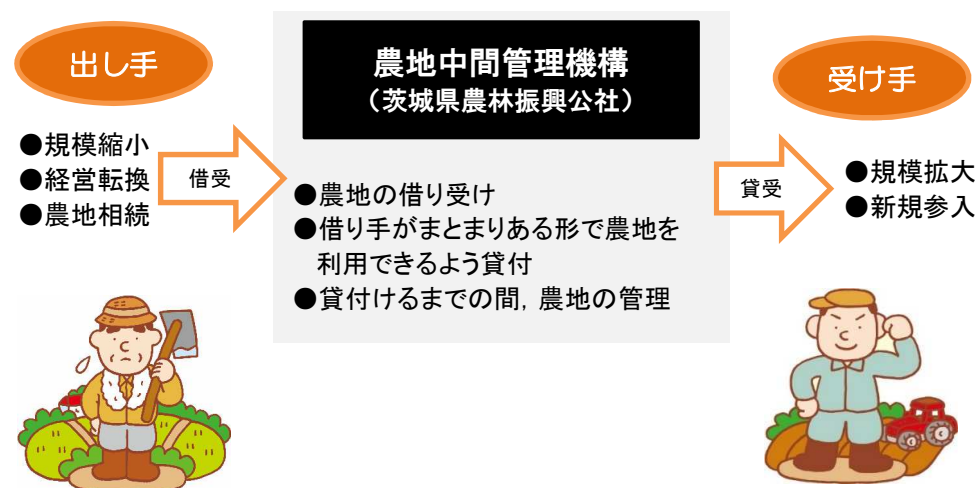 出し手
●規模縮小
●経営転換
●農地相続
借受
農地中間管理機構
（茨城県農林振興公社）
●農地の借り受け
●借り手がまとまりある形で農地を
利用できるよう貸付
●貸付けるまでの間，農地の管理
貸受
受け手
●規模拡大
●新規参入